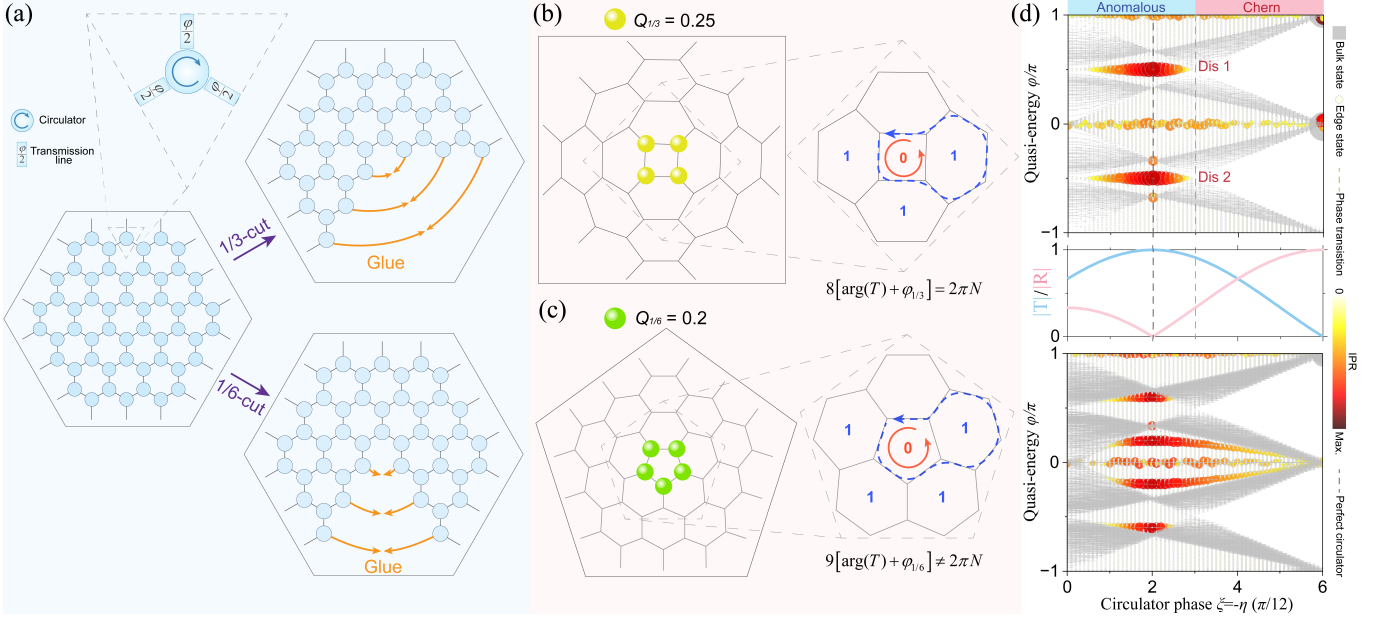 (a)
φ/2
φ/2
φ/2
Circulator
φ/2 Transmission line
1/3-cut
Glue
1/6-cut
Glue
(b)
Q1/3 = 0.25
1
0
1
1
8[arg(T)+φ1/3]=2πN
(c)
Q1/6 = 0.2
1
1
0
1
1
9[arg(T)+φ1/6]≠2πN
(d)
Anomalous
Chern
Quasi-energy φ/π
1
0
−1
Dis 1
Dis 2
|T|/|R|
1
0
Quasi-energy φ/π
1
0
−1
0
2
4
6
Circulator phase ξ=-η (π/12)
Bulk state
Edge state
Phase transistion
0
IPR
Max.
Perfect circulator